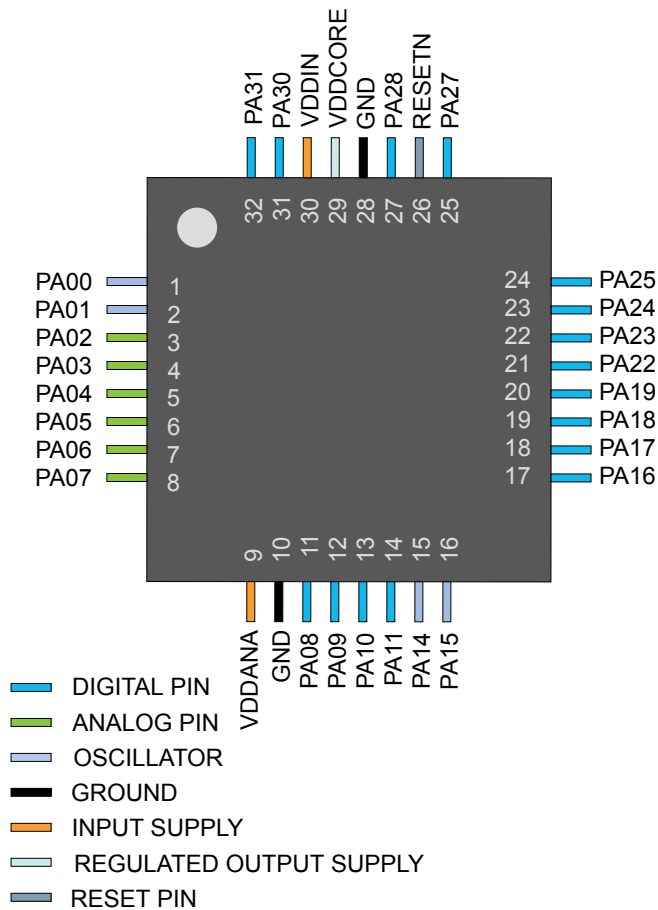 PA31
PA30
VDDIN
VDDCORE
GND
PA28
RESETN
PA27
32
31
30
29
28
27
26
25
PA00
1
PA01
2
PA02
3
PA03
4
PA04
5
PA05
6
PA06
7
PA07
8
24
PA25
23
PA24
22
PA23
21
PA22
20
PA19
19
PA18
18
PA17
17
PA16
9
10
11
12
13
14
15
16
VDDANA
GND
PA08
PA09
PA10
PA11
PA14
PA15
DIGITAL PIN
ANALOG PIN
OSCILLATOR
GROUND
INPUT SUPPLY
REGULATED OUTPUT SUPPLY
RESET PIN